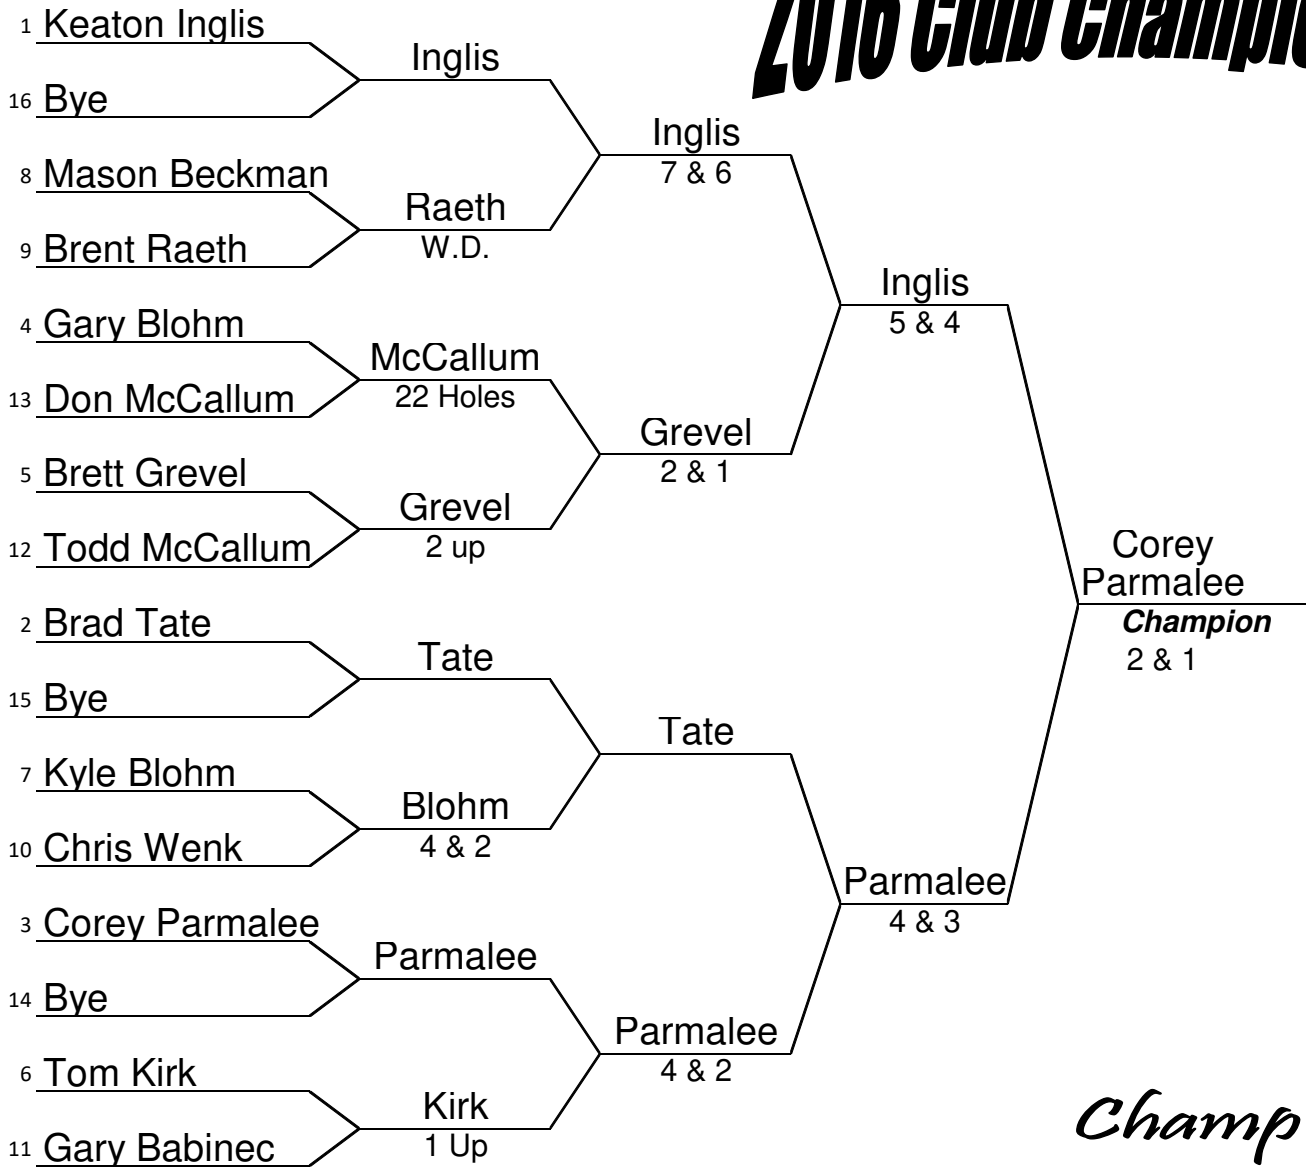 2016 Club Champio
1 Keaton Inglis
16 Bye
8 Mason Beckman
9 Brent Raeth
4 Gary Blohm
13 Don McCallum
5 Brett Grevel
12 Todd McCallum
2 Brad Tate
15 Bye
7 Kyle Blohm
10 Chris Wenk
3 Corey Parmalee
14 Bye
6 Tom Kirk
11 Gary Babinec
Inglis
Raeth
W.D.
McCallum
22 Holes
Grevel
2 up
Tate
Blohm
4 & 2
Parmalee
Kirk
1 Up
Inglis
7 & 6
Grevel
2 & 1
Tate
Parmalee
4 & 2
Inglis
5 & 4
Parmalee
4 & 3
Corey
Parmalee
Champion
2 & 1
Champ